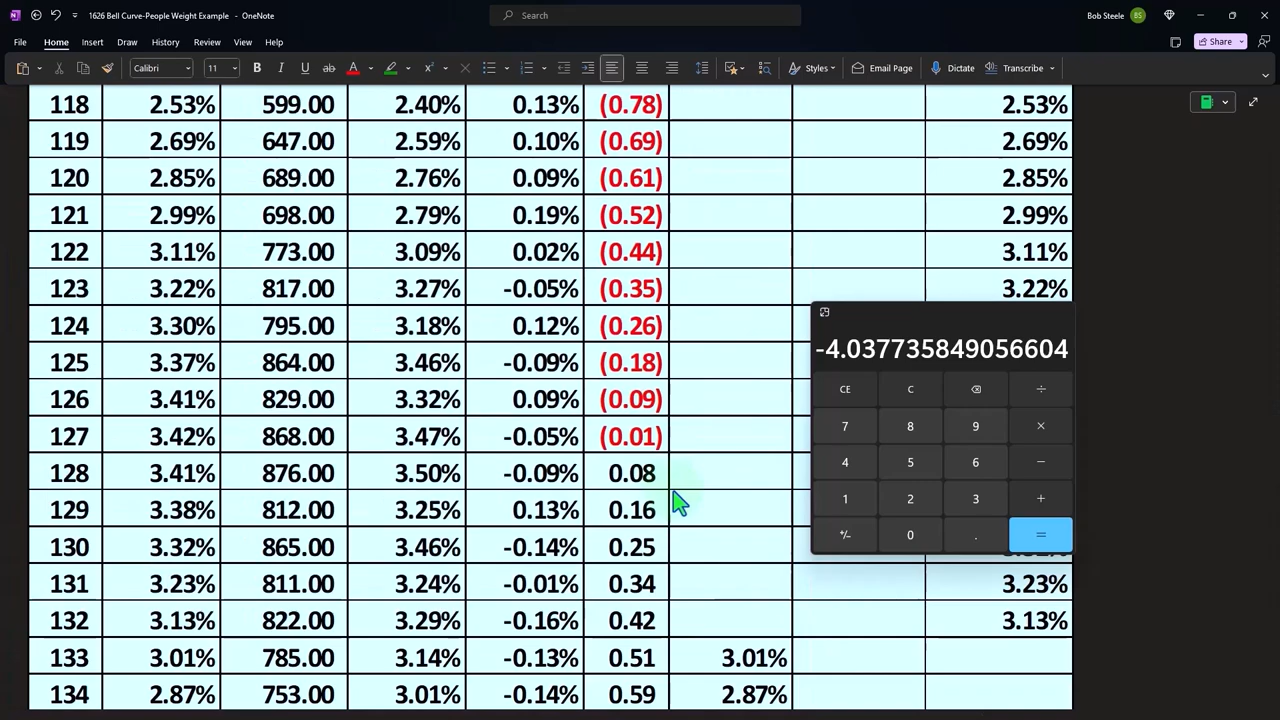 1626 Bell Curve-People Weight Example - OneNote
Search
Bob Steele
BS
File Home Insert Draw History Review View Help
Share
Calibri 11 B I U ab A Styles Email Page Dictate Transcribe
118 2.53% 599.00 2.40% 0.13% (0.78) 2.53%
119 2.69% 647.00 2.59% 0.10% (0.69) 2.69%
120 2.85% 689.00 2.76% 0.09% (0.61) 2.85%
121 2.99% 698.00 2.79% 0.19% (0.52) 2.99%
122 3.11% 773.00 3.09% 0.02% (0.44) 3.11%
123 3.22% 817.00 3.27% -0.05% (0.35) 3.22%
124 3.30% 795.00 3.18% 0.12% (0.26)
125 3.37% 864.00 3.46% -0.09% (0.18)
126 3.41% 829.00 3.32% 0.09% (0.09)
127 3.42% 868.00 3.47% -0.05% (0.01)
128 3.41% 876.00 3.50% -0.09% 0.08
129 3.38% 812.00 3.25% 0.13% 0.16
130 3.32% 865.00 3.46% -0.14% 0.25
131 3.23% 811.00 3.24% -0.01% 0.34 3.23%
132 3.13% 822.00 3.29% -0.16% 0.42 3.13%
133 3.01% 785.00 3.14% -0.13% 0.51 3.01%
134 2.87% 753.00 3.01% -0.14% 0.59 2.87%
-4.037735849056604
CE C ÷
7 8 9 ×
4 5 6 −
1 2 3 +
+/- 0 . =